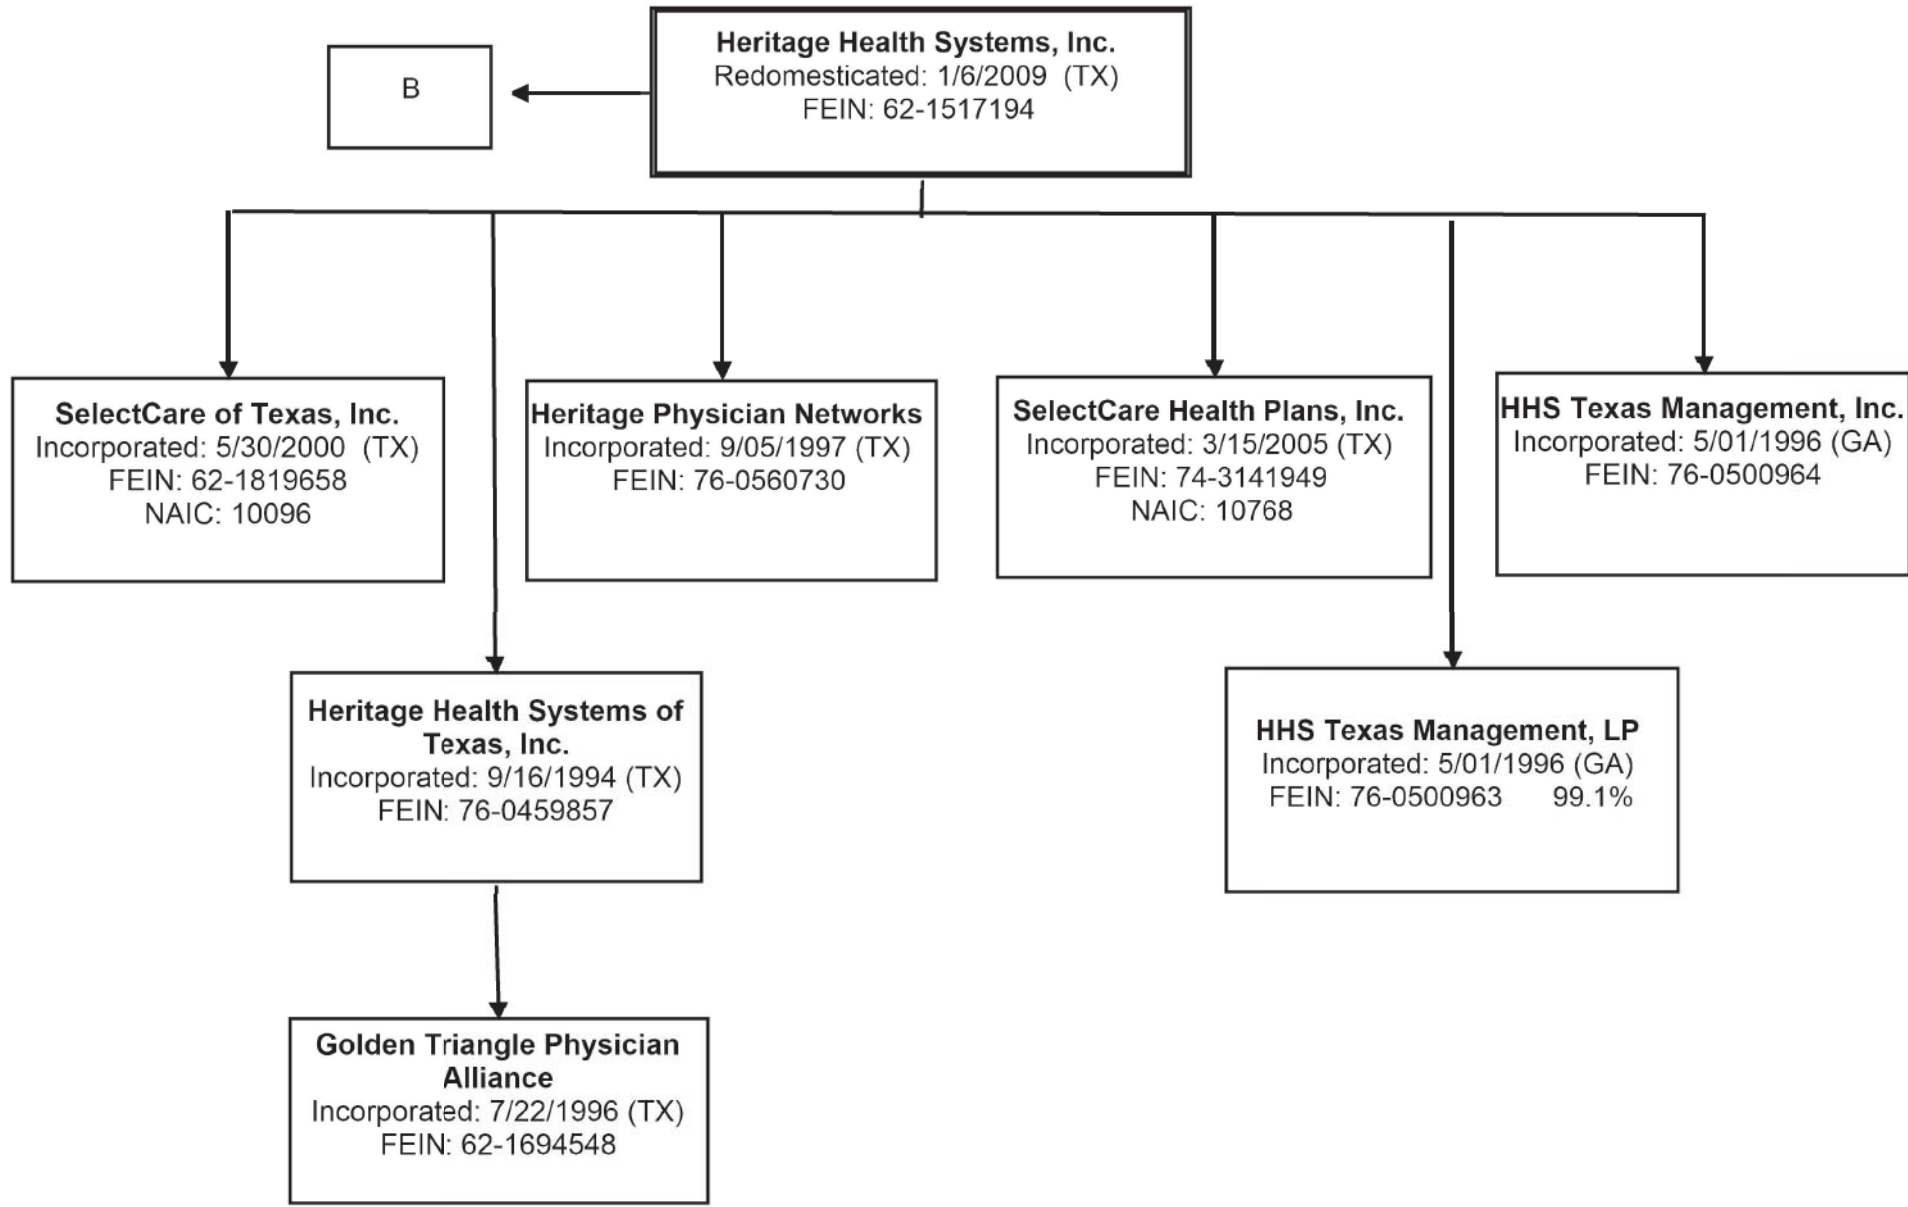 B
Heritage Health Systems, Inc.
Redomesticated: 1/6/2009 (TX)
FEIN: 62-1517194
SelectCare of Texas, Inc.
Incorporated: 5/30/2000 (TX)
FEIN: 62-1819658
NAIC: 10096
Heritage Physician Networks
Incorporated: 9/05/1997 (TX)
FEIN: 76-0560730
SelectCare Health Plans, Inc.
Incorporated: 3/15/2005 (TX)
FEIN: 74-3141949
NAIC: 10768
HHS Texas Management, Inc.
Incorporated: 5/01/1996 (GA)
FEIN: 76-0500964
Heritage Health Systems of
Texas, Inc.
Incorporated: 9/16/1994 (TX)
FEIN: 76-0459857
HHS Texas Management, LP
Incorporated: 5/01/1996 (GA)
FEIN: 76-0500963 99.1%
Golden Triangle Physician
Alliance
Incorporated: 7/22/1996 (TX)
FEIN: 62-1694548